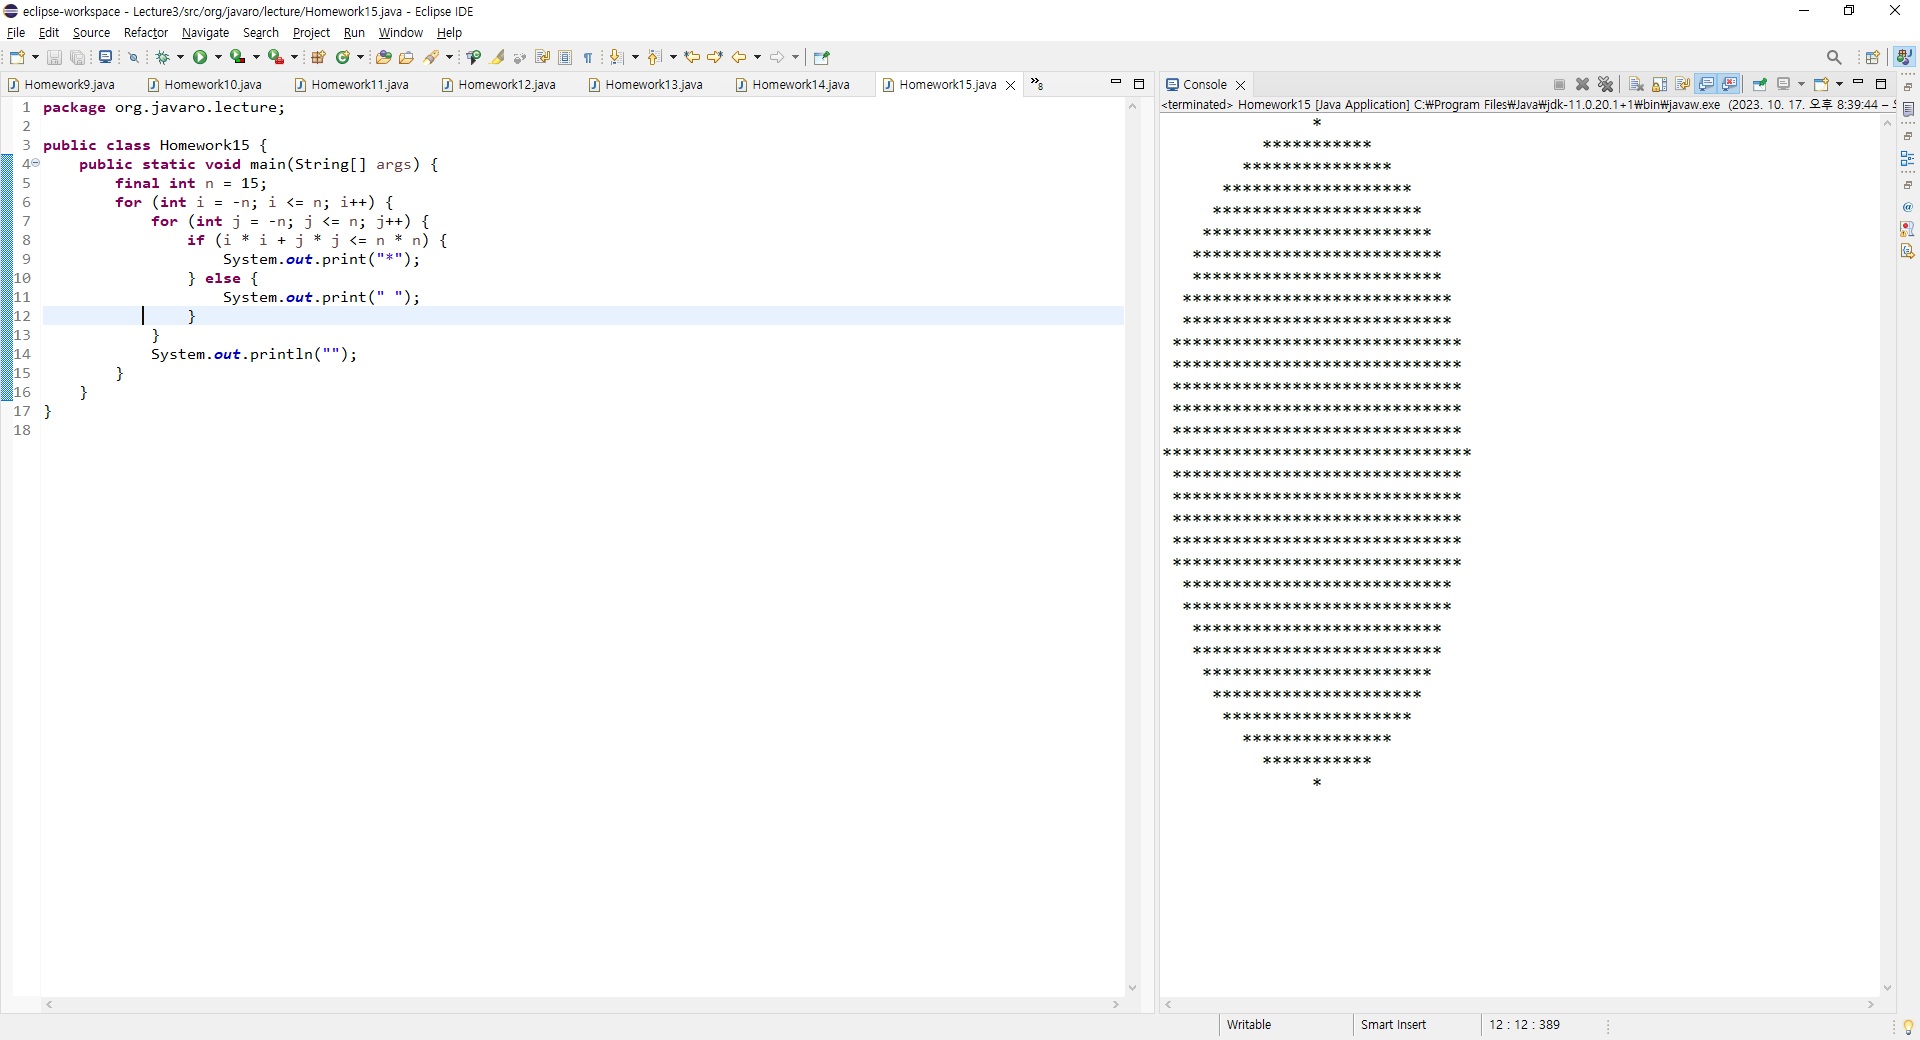 eclipse-workspace - Lecture3/src/org/javaro/lecture/Homework15.java - Eclipse IDE
File Edit Source Refactor Navigate Search Project Run Window Help
Homework9.java Homework10.java Homework11.java Homework12.java Homework13.java Homework14.java Homework15.java »8
1 package org.javaro.lecture;
2
3 public class Homework15 {
4     public static void main(String[] args) {
5         final int n = 15;
6         for (int i = -n; i <= n; i++) {
7             for (int j = -n; j <= n; j++) {
8                 if (i * i + j * j <= n * n) {
9                     System.out.print("*");
10                 } else {
11                     System.out.print(" ");
12                 }
13             }
14             System.out.println("");
15         }
16     }
17 }
18
Console
<terminated> Homework15 [Java Application] C:₩Program Files₩Java₩jdk-11.0.20.1+1₩bin₩javaw.exe (2023. 10. 17. 오후 8:39:44 –
               *
          ***********
        ***************
      *******************
     *********************
    ***********************
   *************************
   *************************
  ***************************
  ***************************
 *****************************
 *****************************
 *****************************
 *****************************
 *****************************
*******************************
 *****************************
 *****************************
 *****************************
 *****************************
 *****************************
  ***************************
  ***************************
   *************************
   *************************
    ***********************
     *********************
      *******************
        ***************
          ***********
               *
Writable Smart Insert 12 : 12 : 389